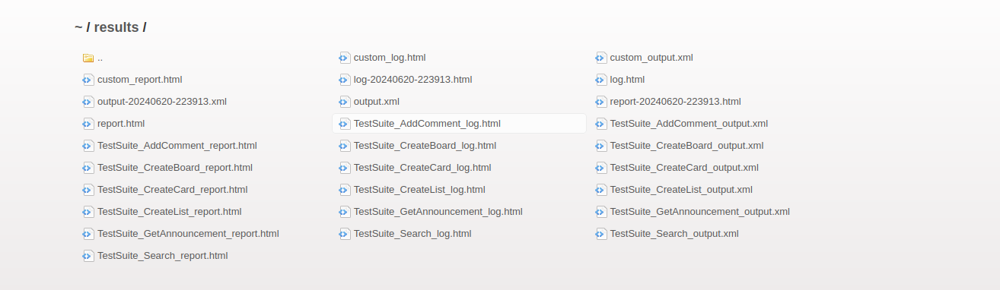 ~ / results /
.. custom_log.html custom_output.xml
custom_report.html log-20240620-223913.html log.html
output-20240620-223913.xml output.xml report-20240620-223913.html
report.html TestSuite_AddComment_log.html TestSuite_AddComment_output.xml
TestSuite_AddComment_report.html TestSuite_CreateBoard_log.html TestSuite_CreateBoard_output.xml
TestSuite_CreateBoard_report.html TestSuite_CreateCard_log.html TestSuite_CreateCard_output.xml
TestSuite_CreateCard_report.html TestSuite_CreateList_log.html TestSuite_CreateList_output.xml
TestSuite_CreateList_report.html TestSuite_GetAnnouncement_log.html TestSuite_GetAnnouncement_output.xml
TestSuite_GetAnnouncement_report.html TestSuite_Search_log.html TestSuite_Search_output.xml
TestSuite_Search_report.html